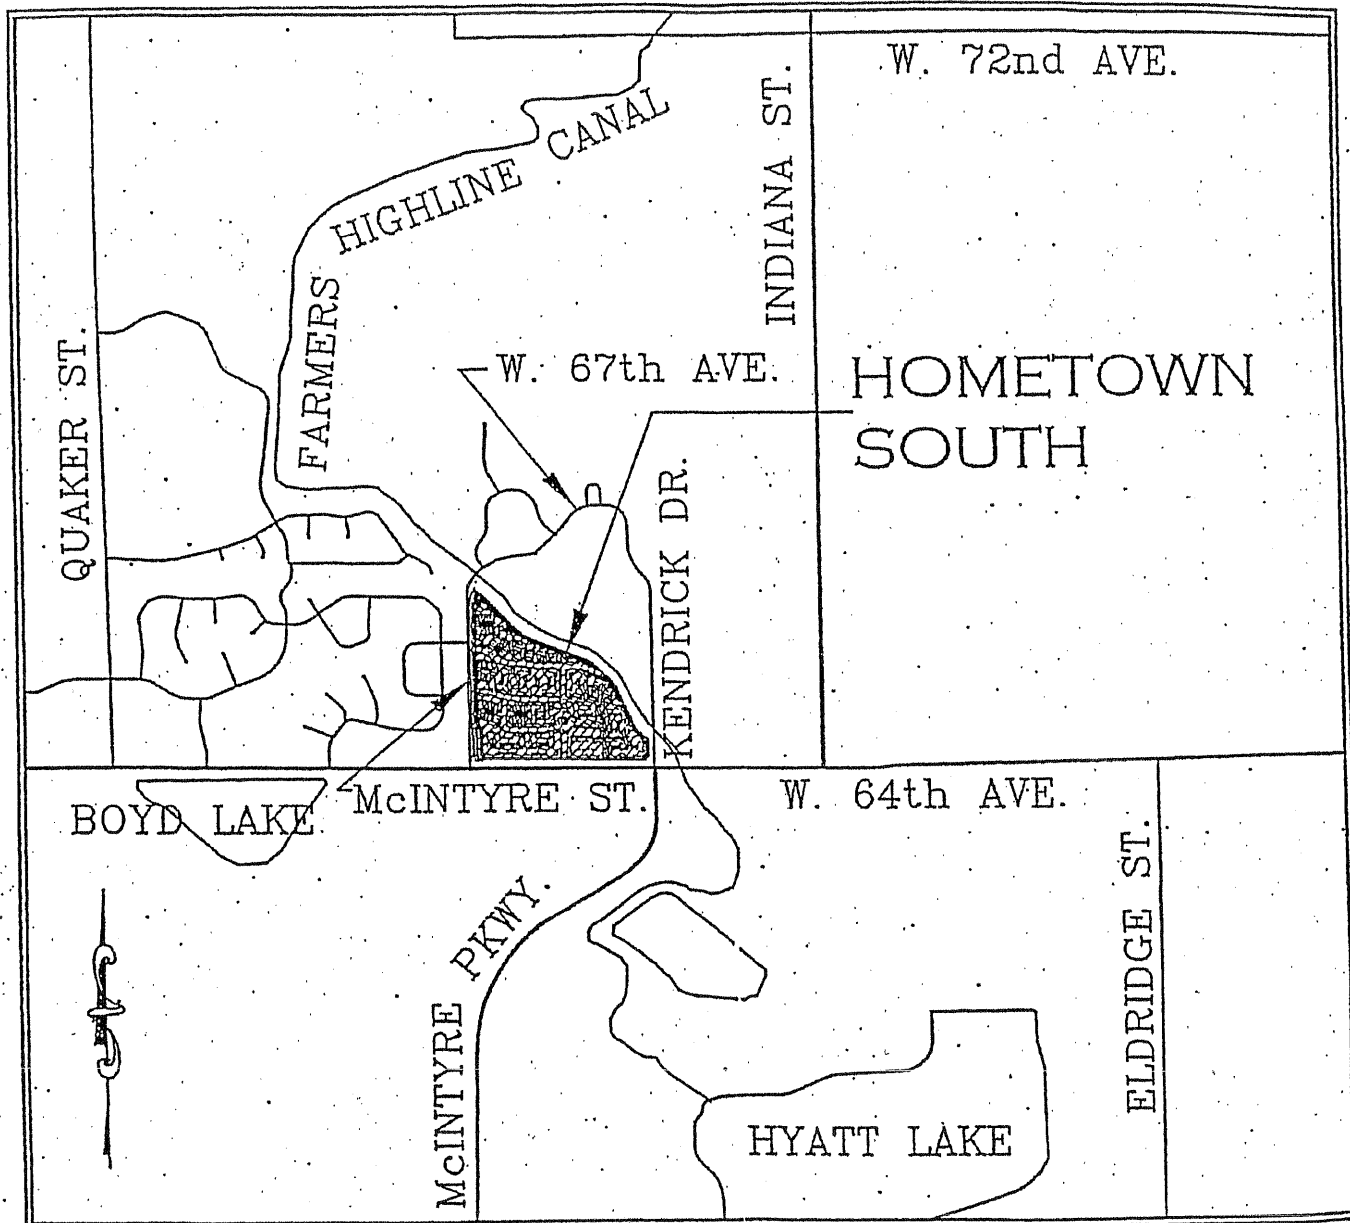 W. 72nd AVE.
FARMERS HIGHLINE CANAL
INDIANA ST.
QUAKER ST.
W. 67th AVE.
HOMETOWN
SOUTH
KENDRICK DR.
BOYD LAKE
McINTYRE ST.
W. 64th AVE.
McINTYRE PKWY.
ELDRIDGE ST.
HYATT LAKE